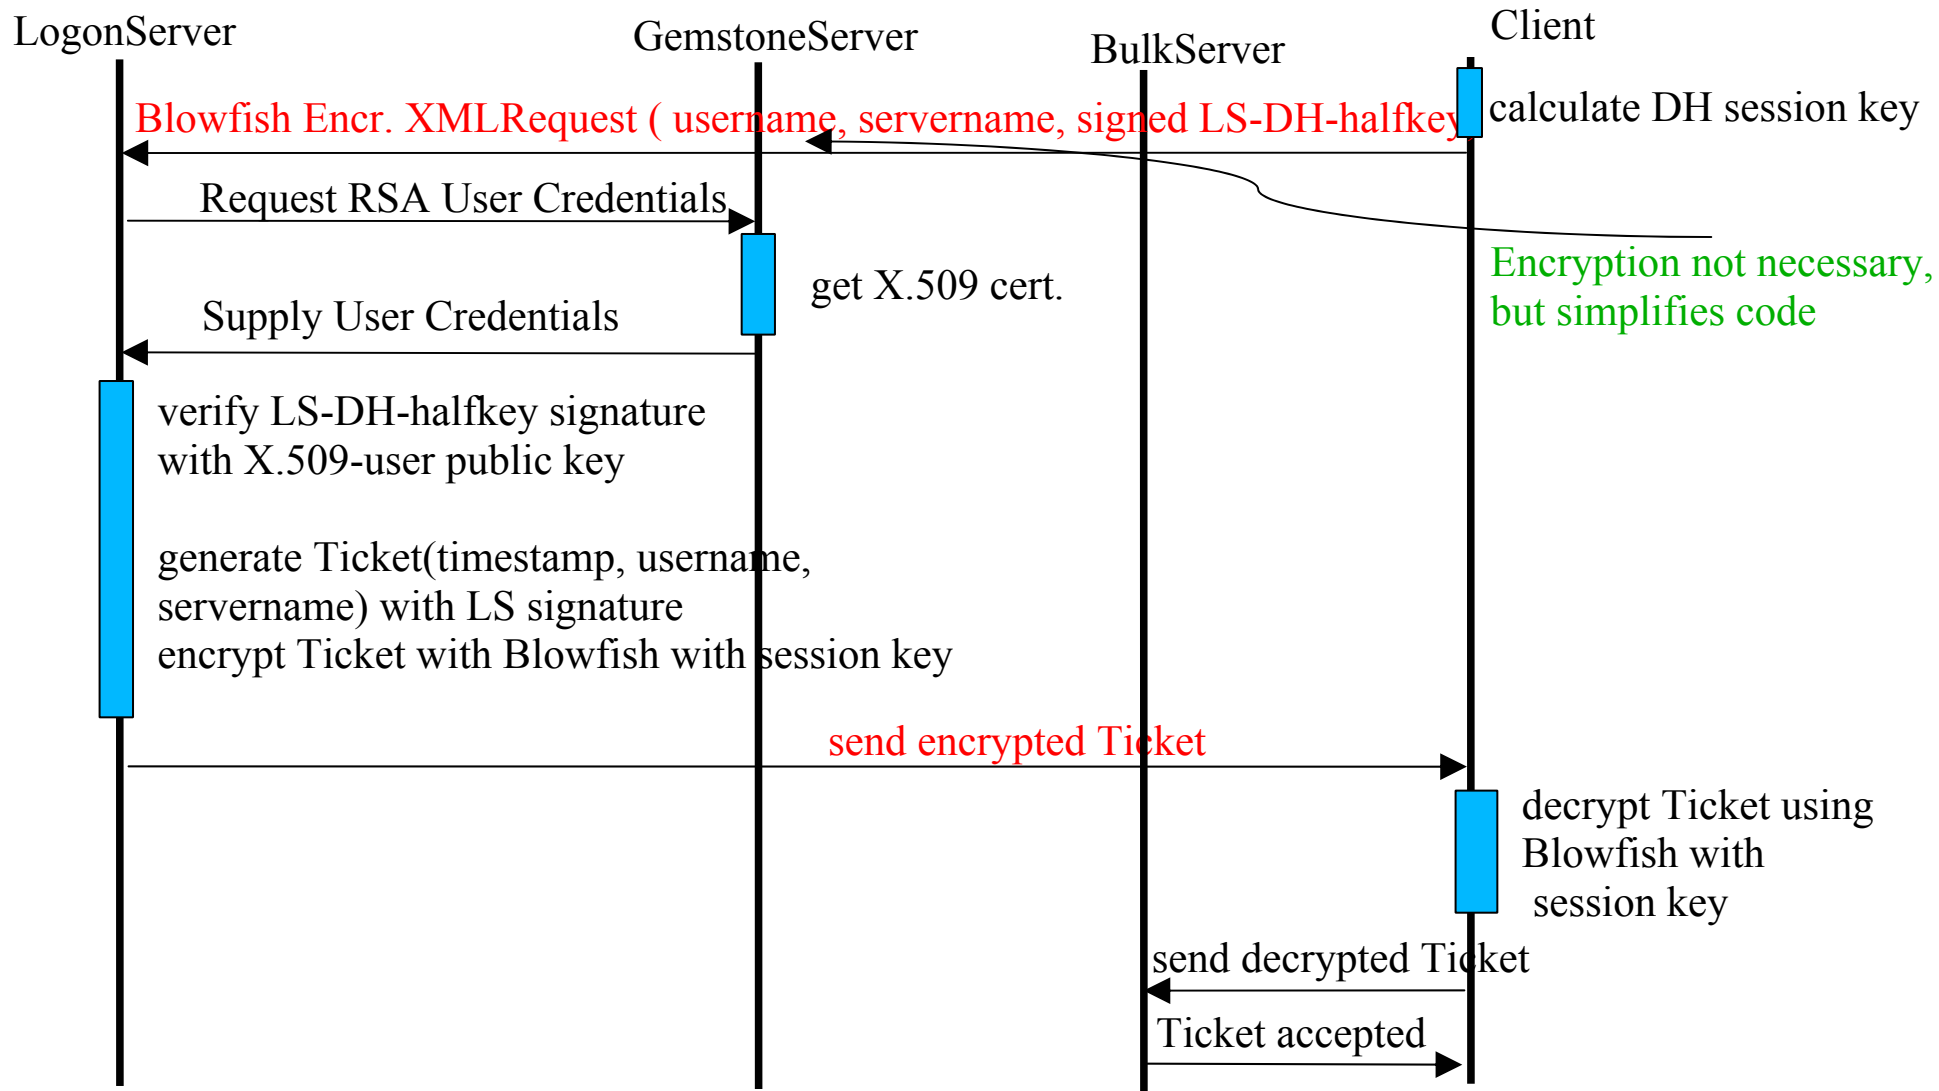 LogonServer
GemstoneServer
BulkServer
Client
Blowfish Encr. XMLRequest ( username, servername, signed LS-DH-halfkey)
calculate DH session key
Request RSA User Credentials
Encryption not necessary,
but simplifies code
get X.509 cert.
Supply User Credentials
verify LS-DH-halfkey signature
with X.509-user public key
generate Ticket(timestamp, username,
servername) with LS signature
encrypt Ticket with Blowfish with session key
send encrypted Ticket
decrypt Ticket using
Blowfish with
session key
send decrypted Ticket
Ticket accepted